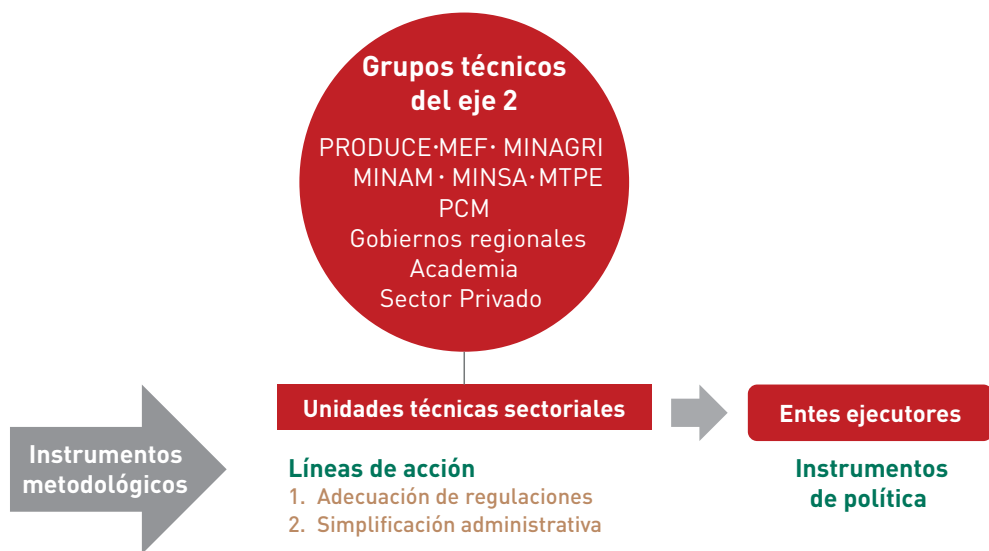 Grupos técnicos
del eje 2
PRODUCE·MEF· MINAGRI
MINAM · MINSA·MTPE
PCM
Gobiernos regionales
Academia
Sector Privado
Unidades técnicas sectoriales
Entes ejecutores
Instrumentos
metodológicos
Líneas de acción
1. Adecuación de regulaciones
2. Simplificación administrativa
Instrumentos
de política